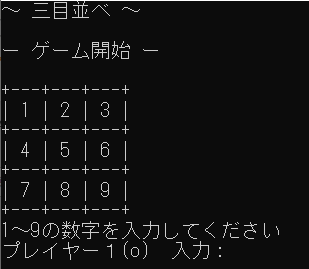 ～ 三目並べ ～
－ ゲーム開始 －
+---+---+---+
| 1 | 2 | 3 |
+---+---+---+
| 4 | 5 | 6 |
+---+---+---+
| 7 | 8 | 9 |
+---+---+---+
1～9の数字を入力してください
プレイヤー１(o)　入力：